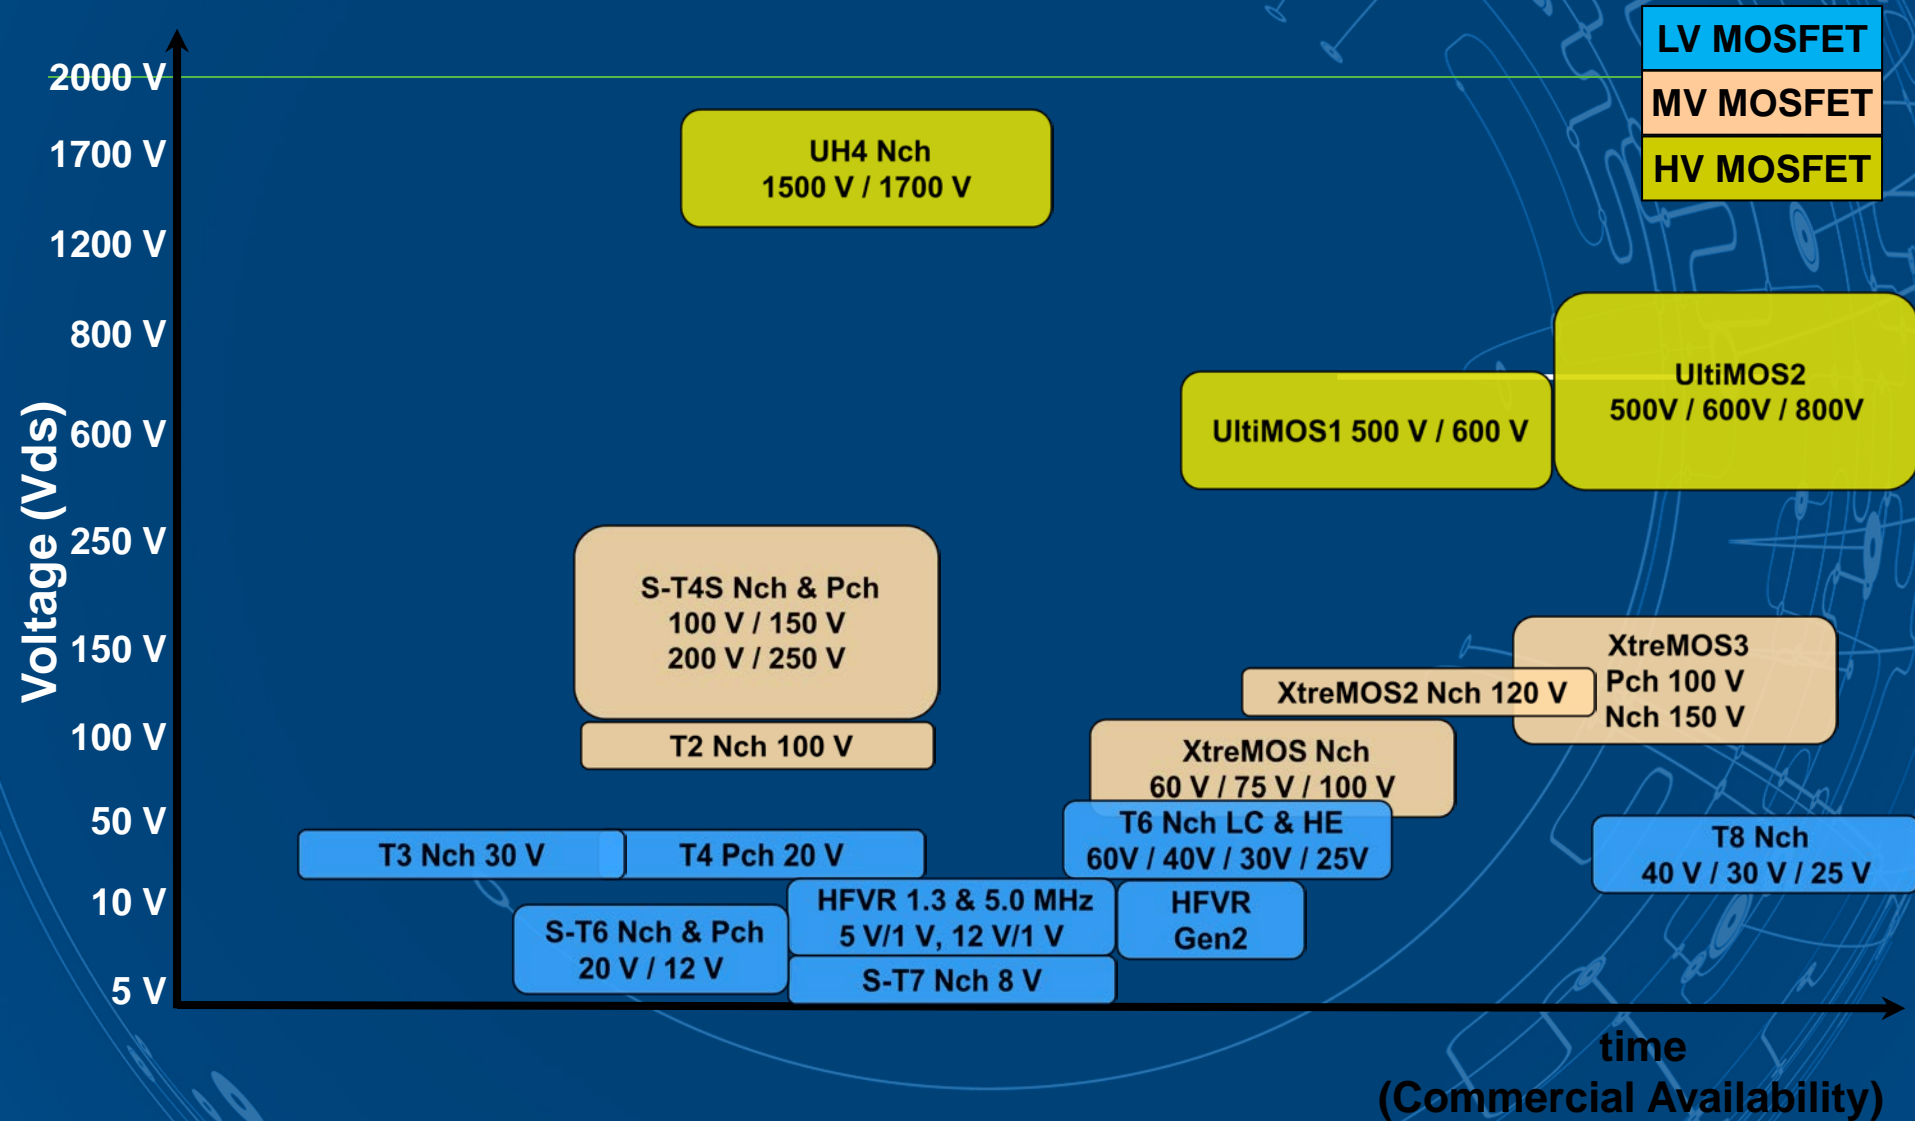 LV MOSFET
MV MOSFET
HV MOSFET
2000 V
1700 V
1200 V
800 V
600 V
250 V
150 V
100 V
50 V
10 V
5 V
Voltage (Vds)
UH4 Nch
1500 V / 1700 V
UltiMOS2
500V / 600V / 800V
UltiMOS1 500 V / 600 V
S-T4S Nch & Pch
100 V / 150 V
200 V / 250 V
XtreMOS3
Pch 100 V
Nch 150 V
XtreMOS2 Nch 120 V
T2 Nch 100 V
XtreMOS Nch
60 V / 75 V / 100 V
T6 Nch LC & HE
60V / 40V / 30V / 25V
T8 Nch
40 V / 30 V / 25 V
T3 Nch 30 V
T4 Pch 20 V
HFVR 1.3 & 5.0 MHz
5 V/1 V, 12 V/1 V
HFVR
Gen2
S-T6 Nch & Pch
20 V / 12 V
S-T7 Nch 8 V
time
(Commercial Availability)